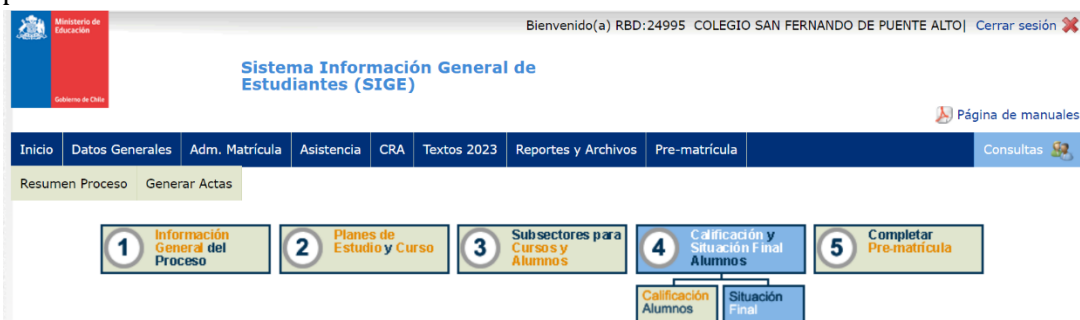 Ministerio de
Educación
Bienvenido(a) RBD:24995 COLEGIO SAN FERNANDO DE PUENTE ALTO| Cerrar sesión
Sistema Información General de
Estudiantes (SIGE)
Gobierno de Chile
Página de manuales
Inicio Datos Generales Adm. Matrícula Asistencia CRA Textos 2023 Reportes y Archivos Pre-matrícula Consultas
Resumen Proceso Generar Actas
1 Información
General del
Proceso
2 Planes de
Estudio y Curso
3 Subsectores para
Cursos y
Alumnos
4 Calificación y
Situación Final
Alumnos
5 Completar
Pre-matrícula
Calificación
Alumnos
Situación
Final